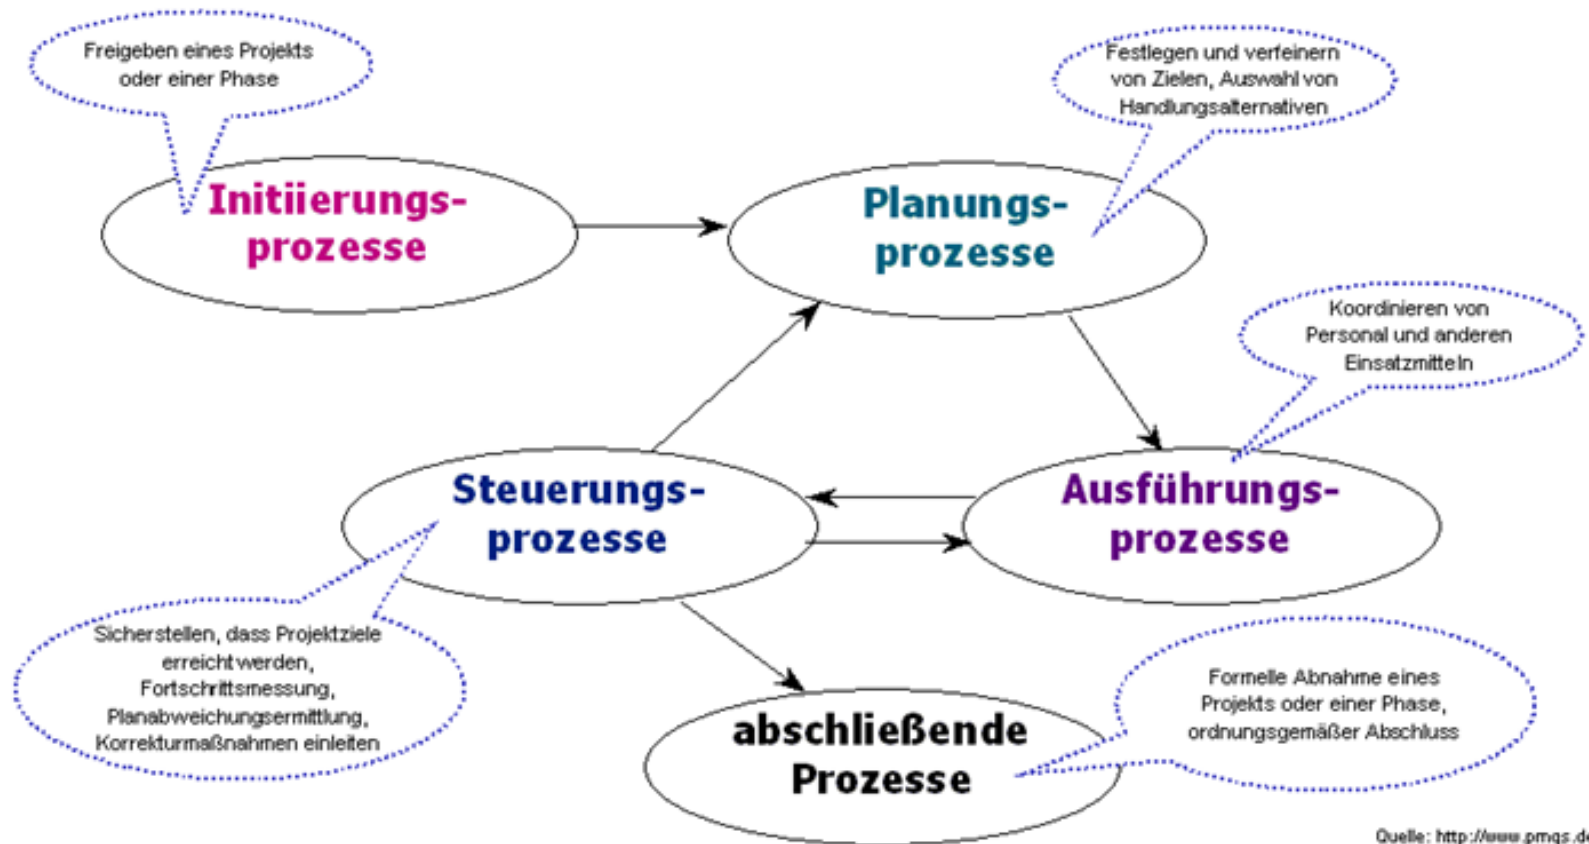 Freigeben eines Projekts
oder einer Phase
Festlegen und verfeinern
von Zielen, Auswahl von
Handlungsalternativen
Initiierungs-
prozesse
Planungs-
prozesse
Koordinieren von
Personal und anderen
Einsatzmitteln
Steuerungs-
prozesse
Ausführungs-
prozesse
Sicherstellen, dass Projektziele
erreicht werden,
Fortschrittsmessung,
Planabweichungsermittlung,
Korrekturmaßnahmen einleiten
Formelle Abnahme eines
Projekts oder einer Phase,
ordnungsgemäßer Abschluss
abschließende
Prozesse
Quelle: http://www.pmqs.de